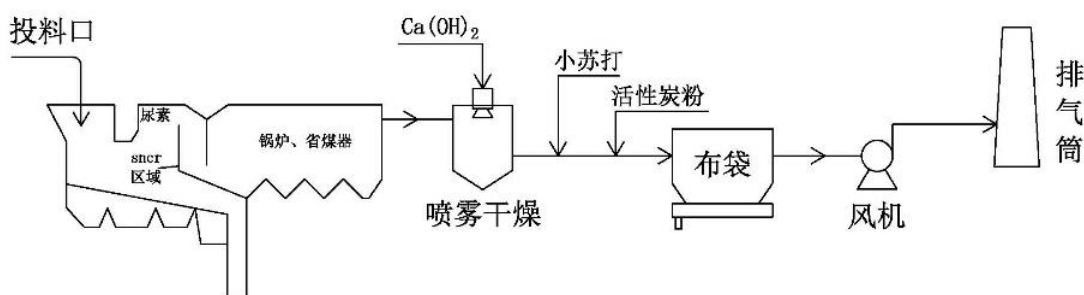 投料口
Ca(OH)₂
小苏打
活性炭粉
尿素
sncr
区域
锅炉、省煤器
布袋
喷雾干燥
风机
排气筒